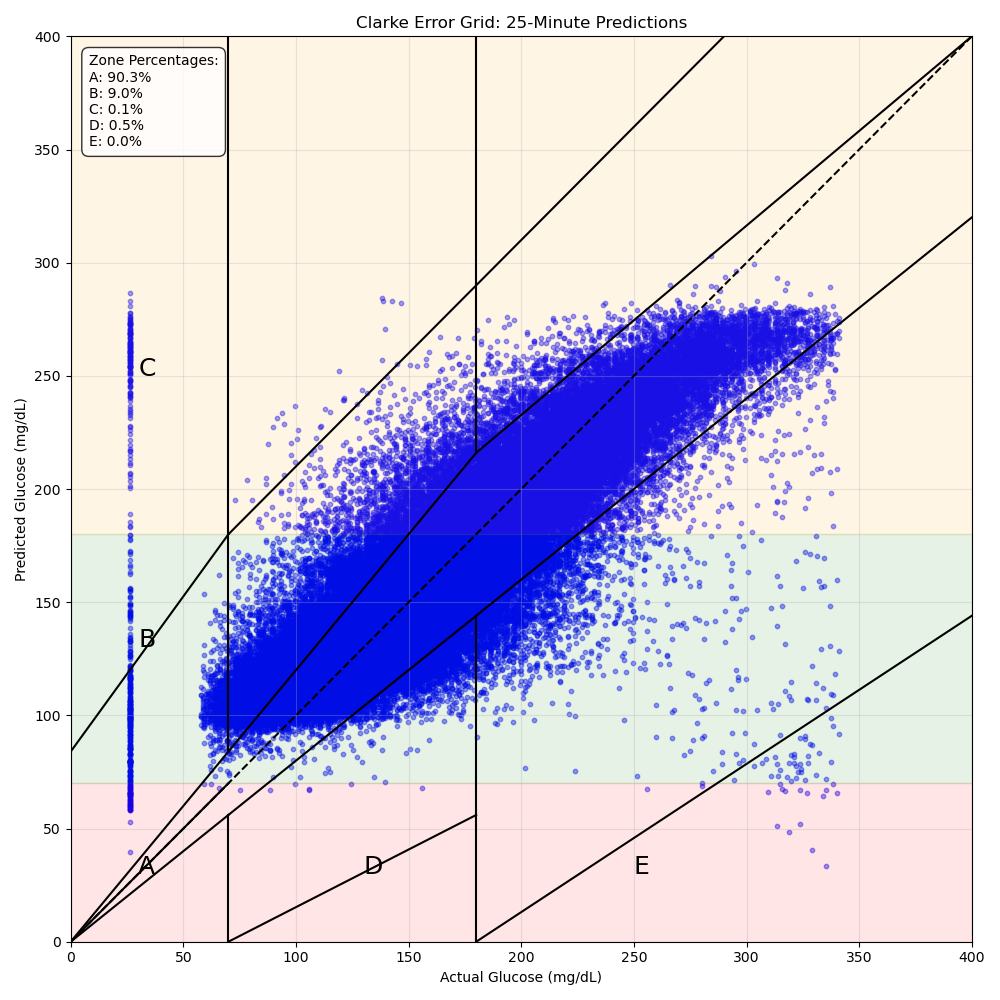 Clarke Error Grid: 25-Minute Predictions
Zone Percentages:
A: 90.3%
B: 9.0%
C: 0.1%
D: 0.5%
E: 0.0%
400
350
300
250
200
150
100
50
0
Predicted Glucose (mg/dL)
C
B
A
D
E
0
50
100
150
200
250
300
350
400
Actual Glucose (mg/dL)